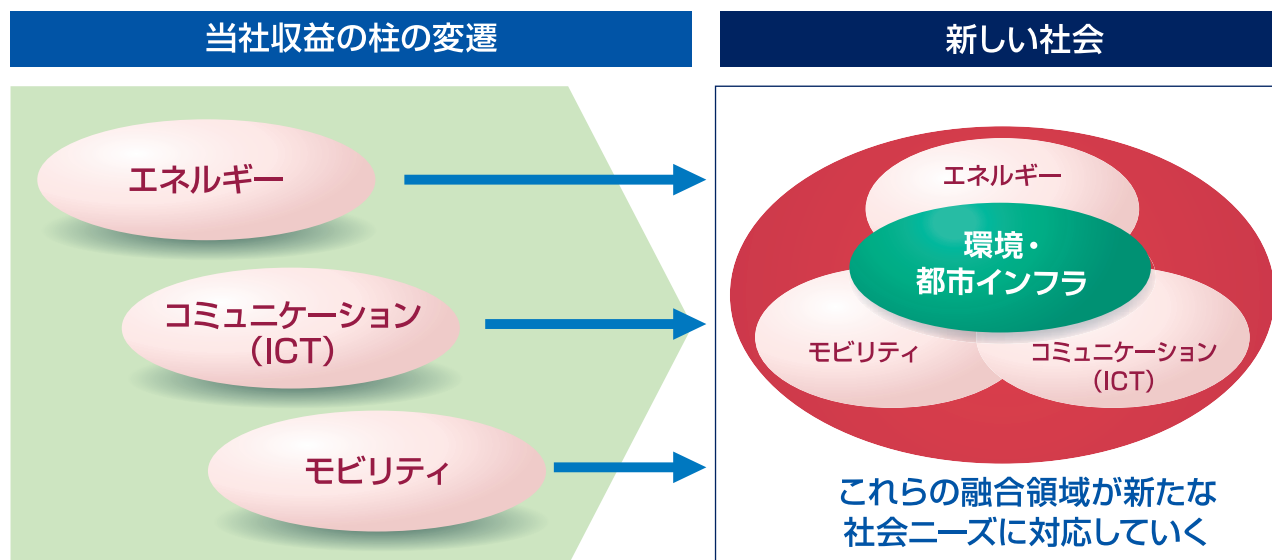 当社収益の柱の変遷
エネルギー
コミュニケーション
(ICT)
モビリティ
新しい社会
エネルギー
環境・
都市インフラ
モビリティ
コミュニケーション
(ICT)
これらの融合領域が新たな
社会ニーズに対応していく